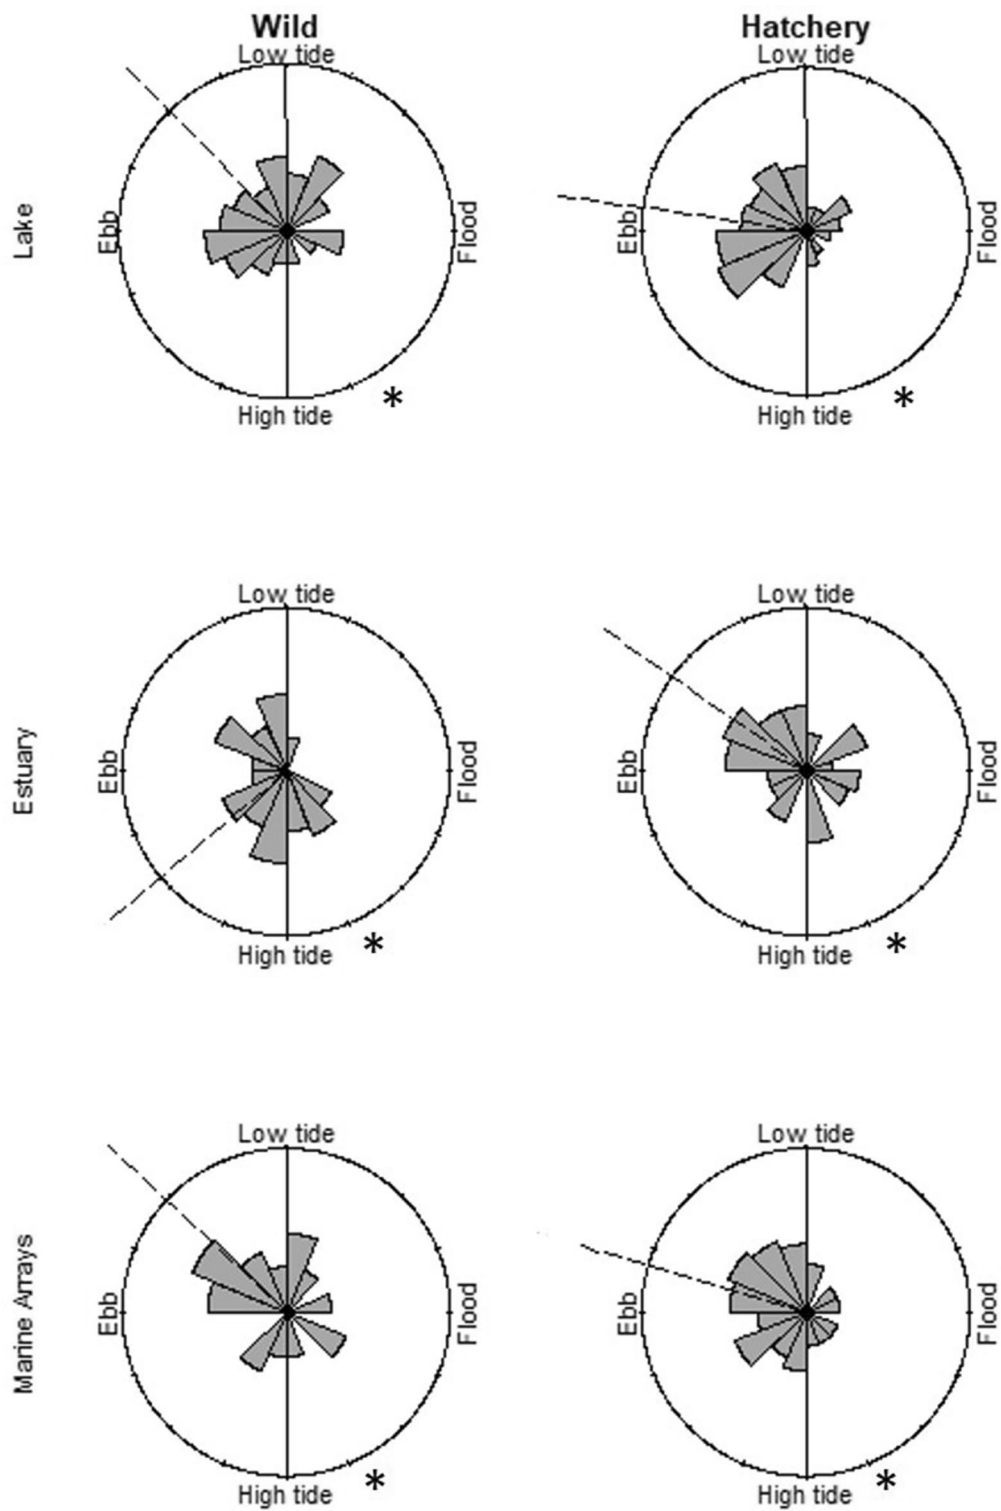 Wild
Hatchery
Low tide
Low tide
Lake
Ebb
Flood
Ebb
Flood
High tide
*
High tide
*
Low tide
Low tide
Estuary
Ebb
Flood
Ebb
Flood
High tide
*
High tide
*
Low tide
Low tide
Marine Arrays
Ebb
Flood
Ebb
Flood
High tide
*
High tide
*